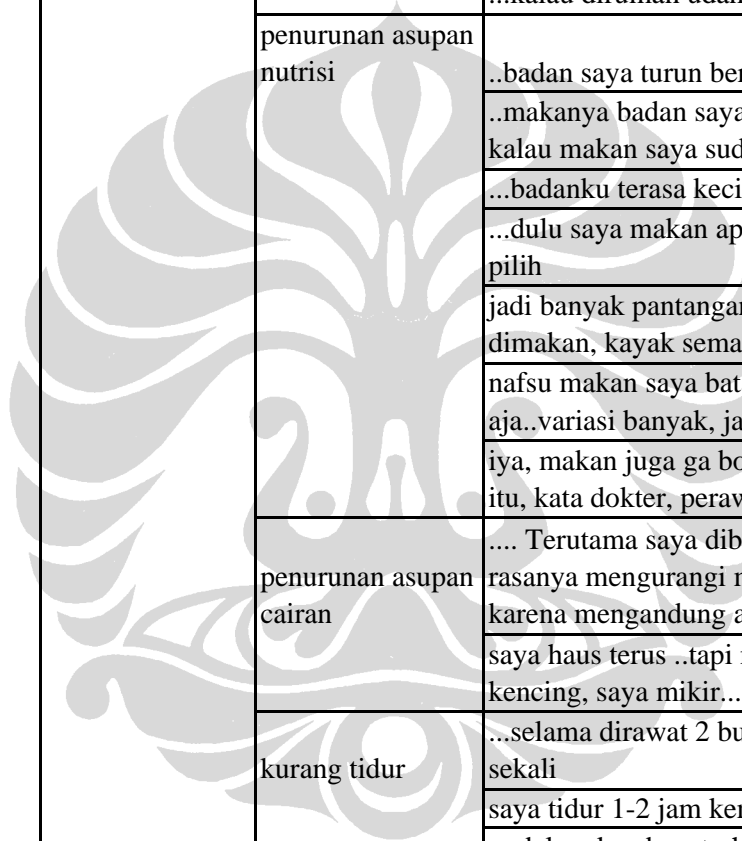 ...kalau dirumah udah
penurunan asupan
nutrisi
..badan saya turun ber
..makanya badan saya
kalau makan saya sud
...badanku terasa keci
...dulu saya makan ap
pilih
jadi banyak pantangan
dimakan, kayak sema
nafsu makan saya bat
aja..variasi banyak, ja
iya, makan juga ga bo
itu, kata dokter, peraw
penurunan asupan
cairan
.... Terutama saya dib
rasanya mengurangi m
karena mengandung a
saya haus terus ..tapi
kencing, saya mikir...
kurang tidur
...selama dirawat 2 bu
sekali
saya tidur 1-2 jam ken